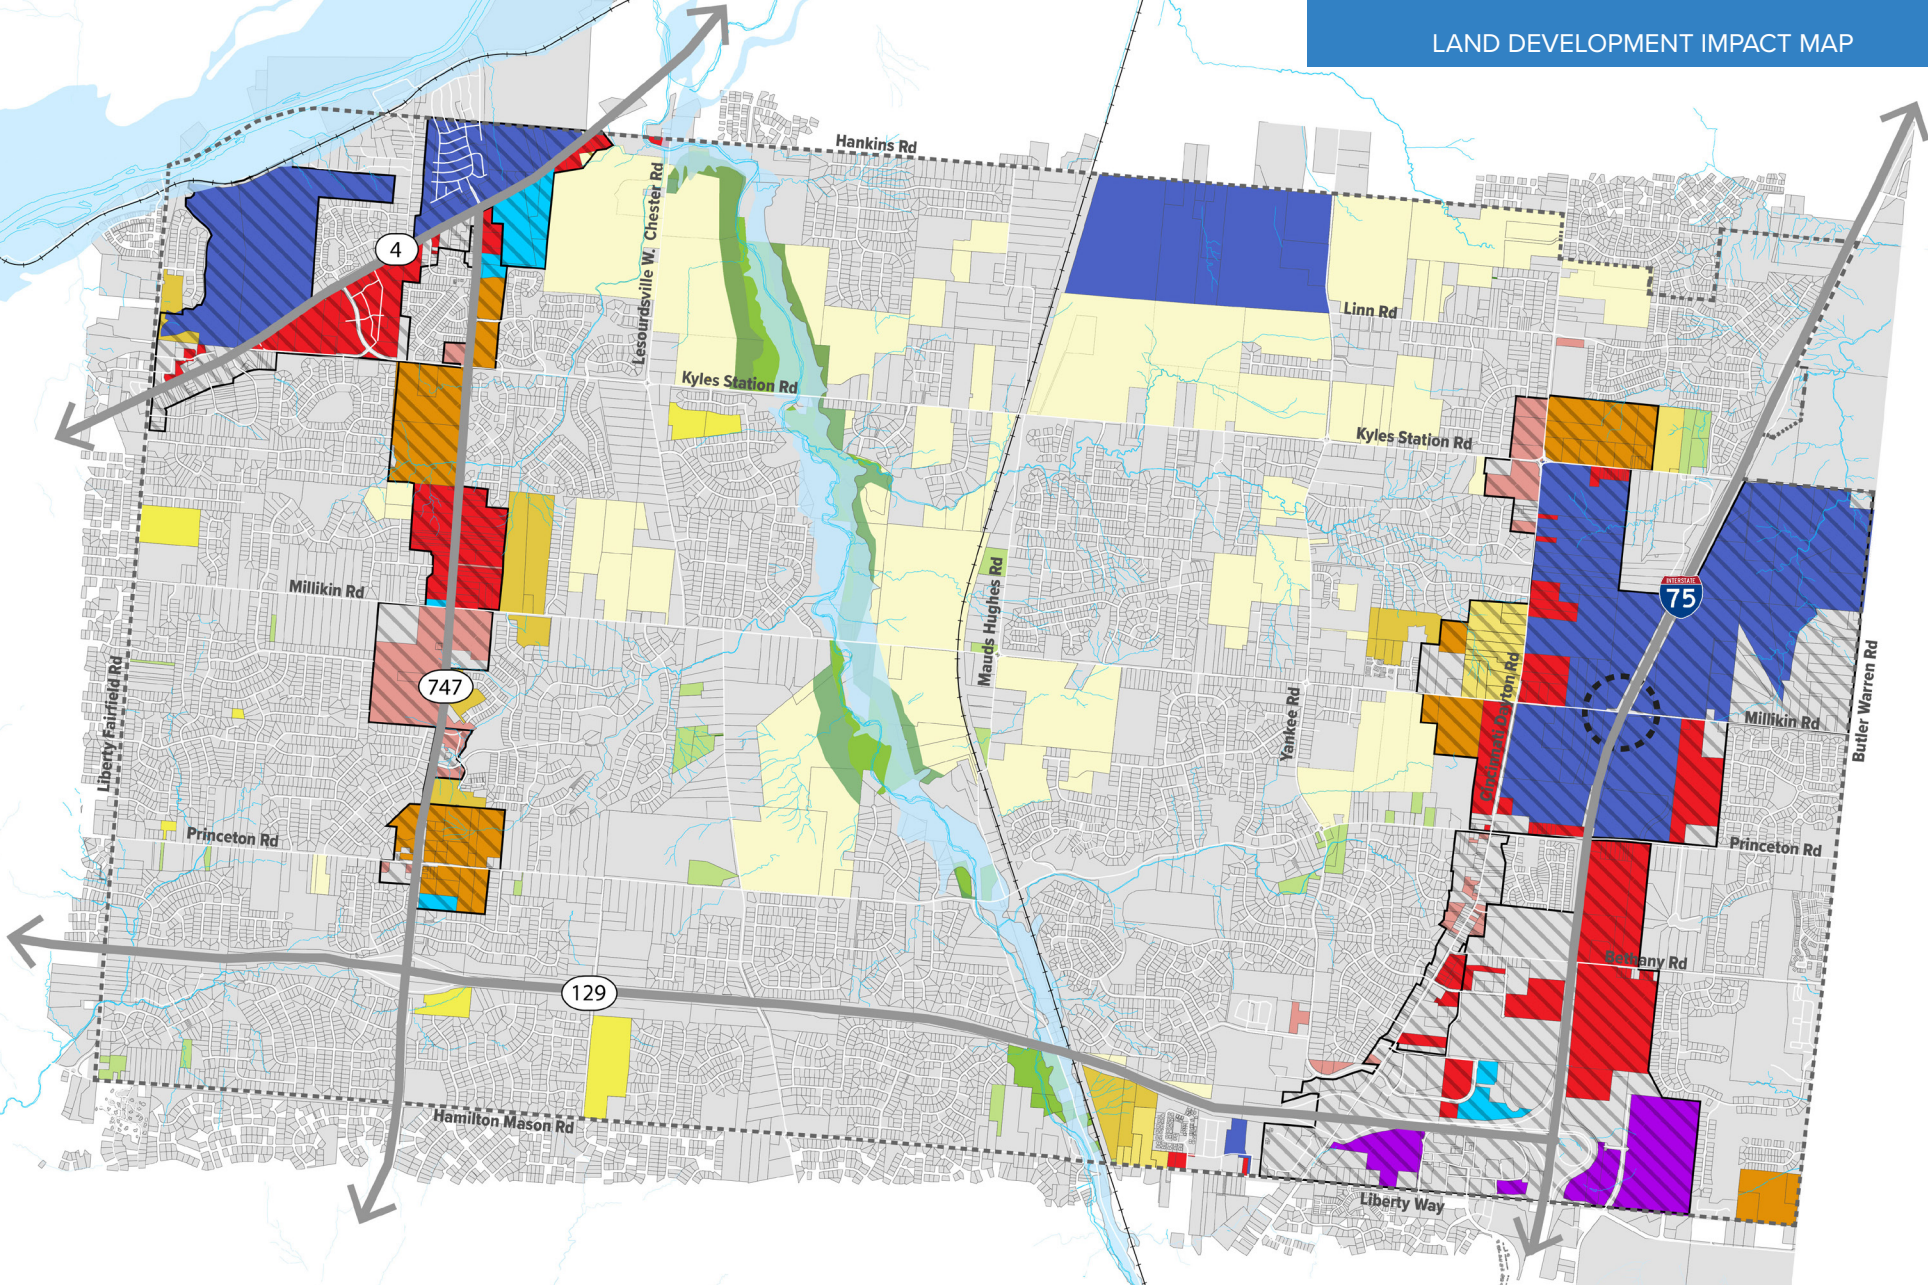 LAND DEVELOPMENT IMPACT MAP
Hankins Rd
Lesourdsville W. Chester Rd
4
Linn Rd
Kyles Station Rd
Kyles Station Rd
INTERSTATE
75
Millikin Rd
Mauds Hughes Rd
Liberty Fairfield Rd
747
Yankee Rd
Cincinnati Dayton Rd
Millikin Rd
Butler Warren Rd
Princeton Rd
Princeton Rd
Bethany Rd
129
Hamilton Mason Rd
Liberty Way